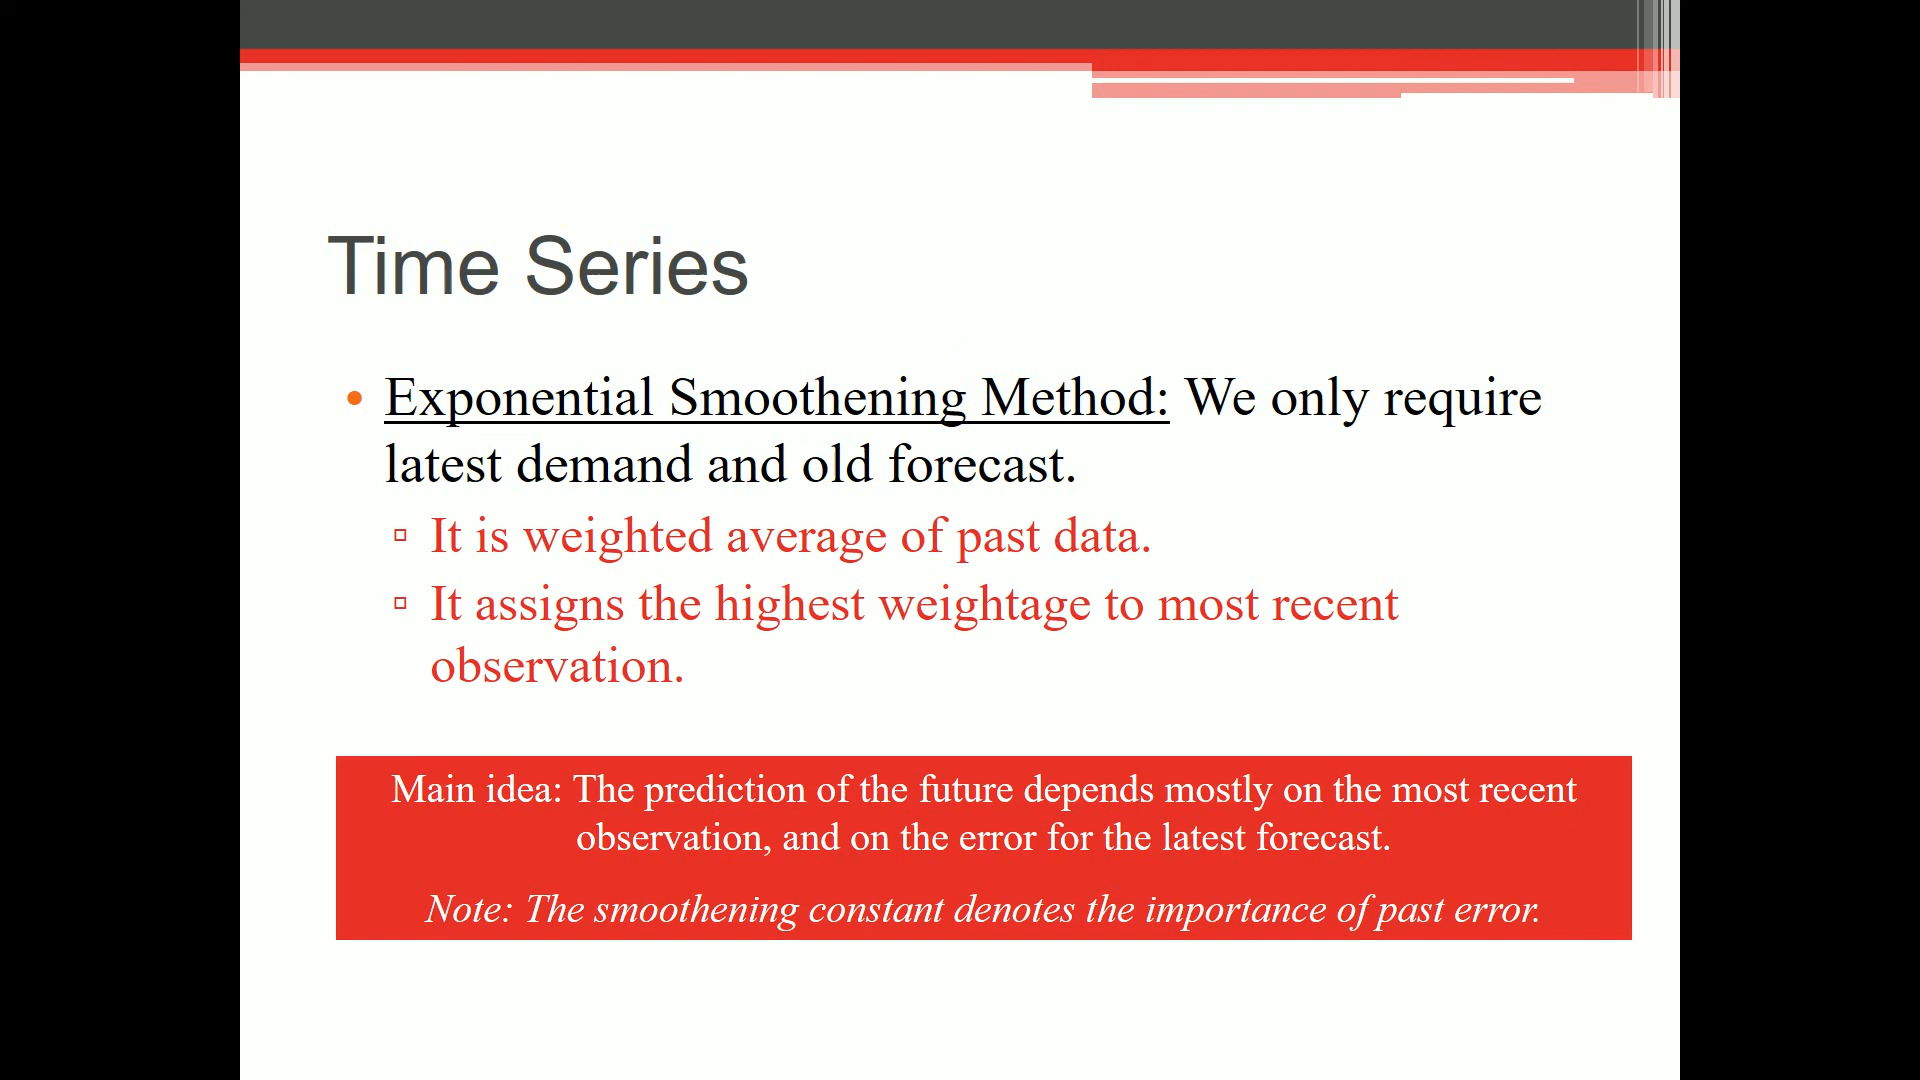 Time Series
• Exponential Smoothening Method: We only require
latest demand and old forecast.
▫ It is weighted average of past data.
▫ It assigns the highest weightage to most recent
observation.
Main idea: The prediction of the future depends mostly on the most recent
observation, and on the error for the latest forecast.
Note: The smoothening constant denotes the importance of past error.